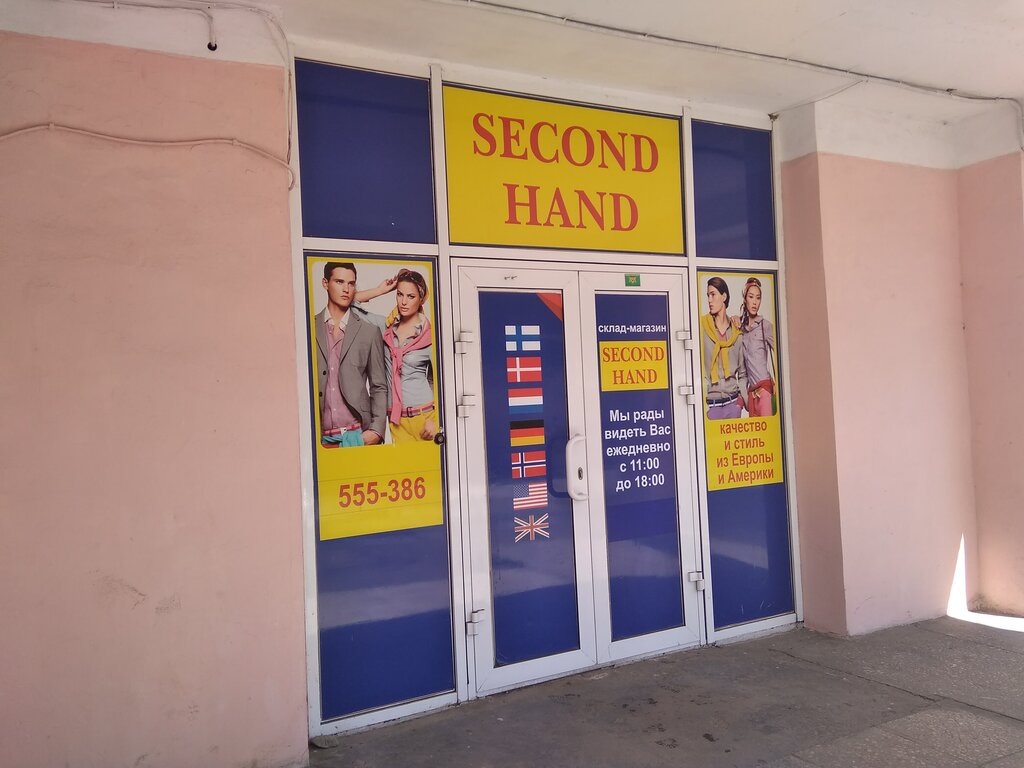 SECOND
HAND
555-386
склад-магазин
SECOND
HAND
Мы рады
видеть Вас
ежедневно
с 11:00
до 18:00
качество
и стиль
из Европы
и Америки